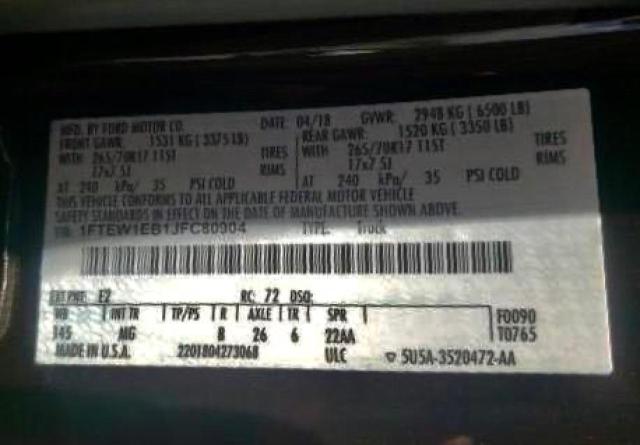 MFD. BY FORD MOTOR CO. DATE: 04/18 GVWR: 2948 KG ( 6500 LB)
FRONT GAWR: 1531 KG ( 3375 LB) REAR GAWR: 1520 KG ( 3350 LB)
WITH 265/70R17 115T TIRES WITH 265/70R17 115T TIRES
17x7.5J RIMS 17x7.5J RIMS
AT 240 kPa/ 35 PSI COLD AT 240 kPa/ 35 PSI COLD
THIS VEHICLE CONFORMS TO ALL APPLICABLE FEDERAL MOTOR VEHICLE
SAFETY STANDARDS IN EFFECT ON THE DATE OF MANUFACTURE SHOWN ABOVE.
VIN: 1FTEW1EB1JFC80904 TYPE: Truck
EXT PNT: E2 RC: 72 DSO:
WB INT TR TP/PS R AXLE TR SPR F0090
145 MG B 26 6 22AA T0765
MADE IN U.S.A. 2201804273068 ULC 5U5A-3520472-AA